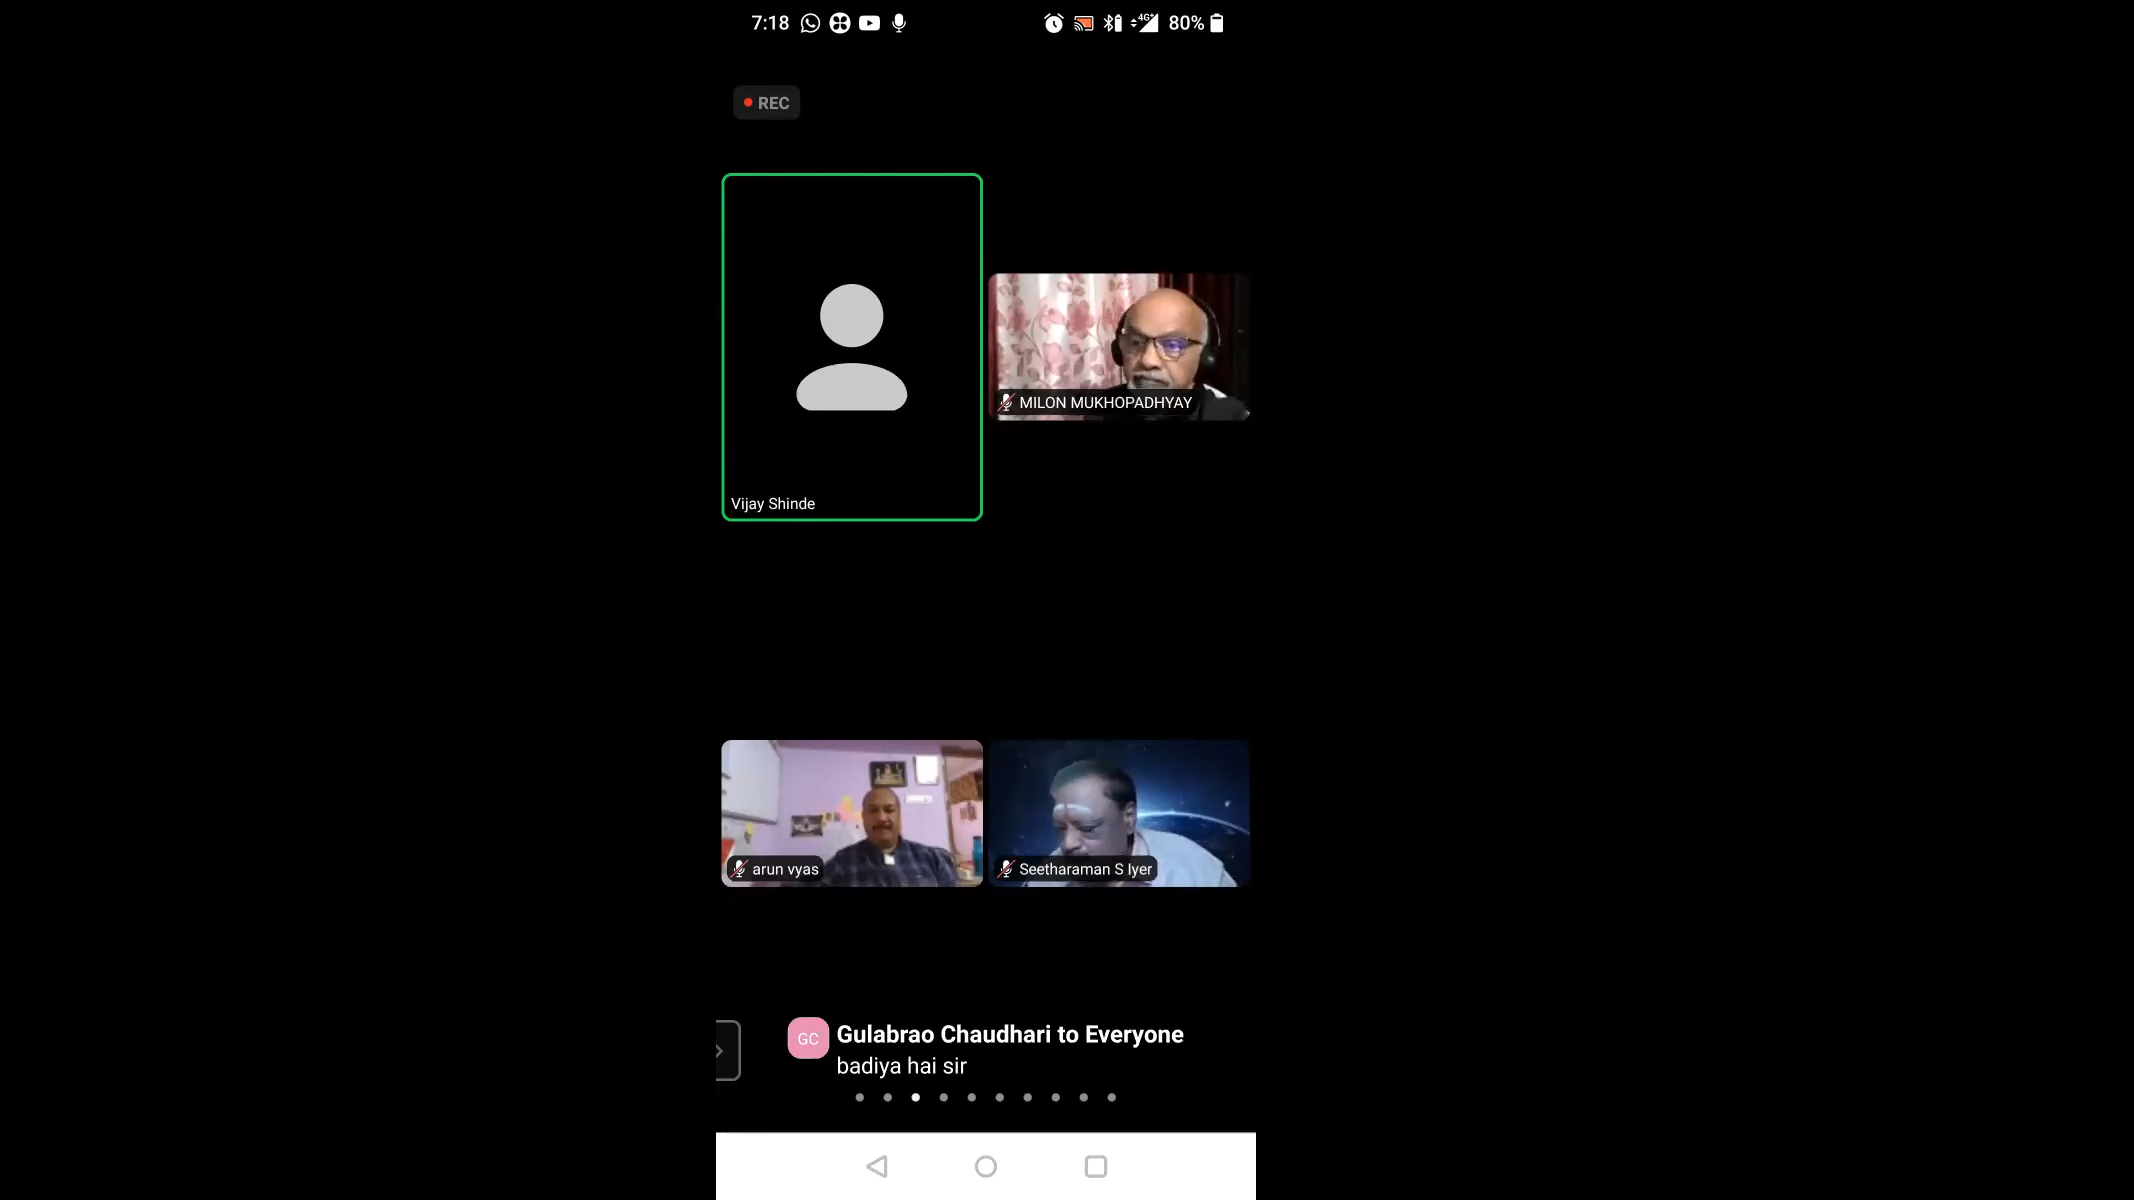 7:18
4G+
80%
REC
Vijay Shinde
MILON MUKHOPADHYAY
arun vyas
Seetharaman S Iyer
GC
Gulabrao Chaudhari to Everyone
badiya hai sir